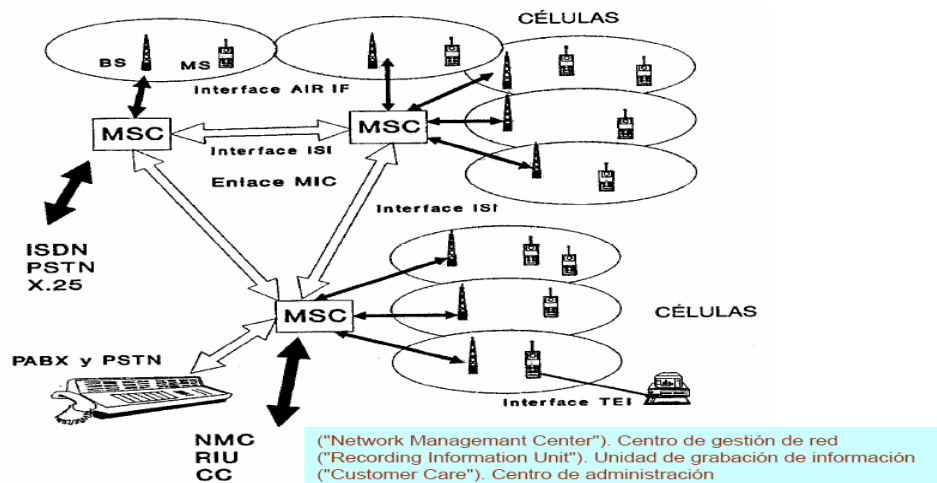 CÉLULAS
BS
MS
Interface AIR IF
MSC
MSC
Interface ISI
Enlace MIC
Interface ISI
ISDN
PSTN
X.25
MSC
CÉLULAS
PABX y PSTN
Interface TEI
NMC
RIU
CC
("Network Managemant Center"). Centro de gestión de red
("Recording Information Unit"). Unidad de grabación de información
("Customer Care"). Centro de administración